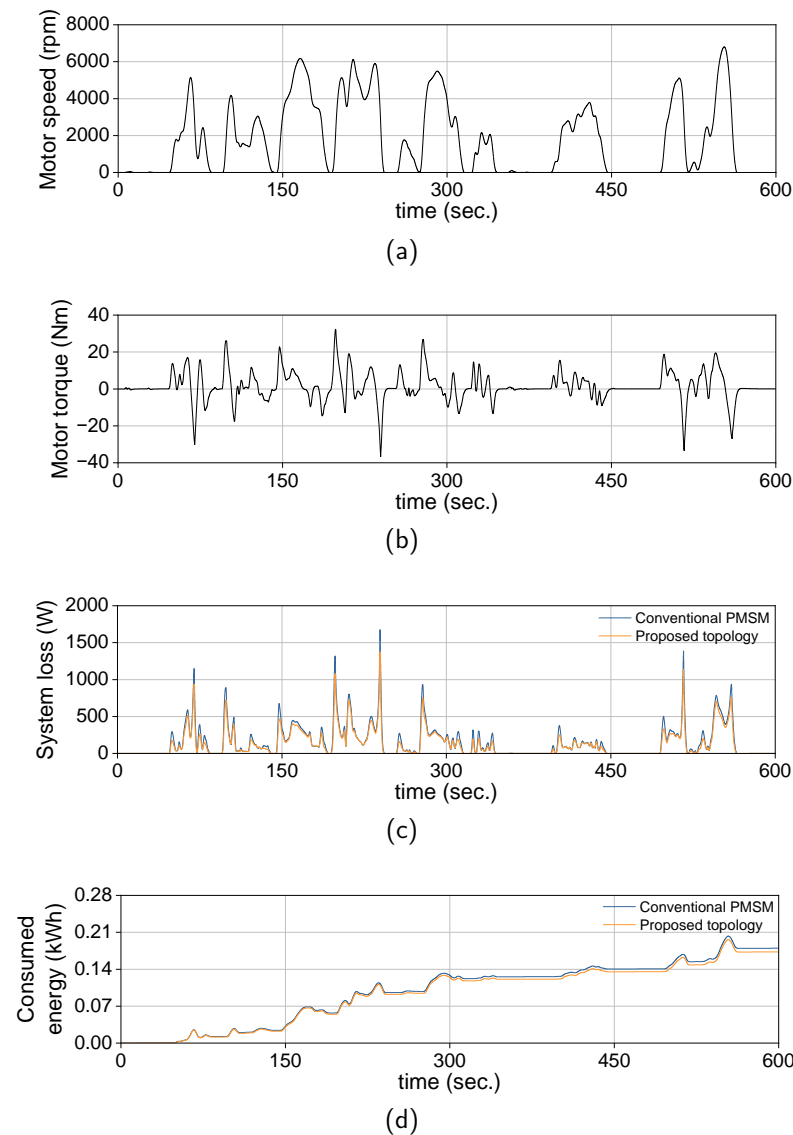 Motor speed (rpm)
8000
6000
4000
2000
0
0 150 300 450 600
time (sec.)
(a)
Motor torque (Nm)
40
20
0
−20
−40
0 150 300 450 600
time (sec.)
(b)
System loss (W)
2000
1500
1000
500
0
Conventional PMSM
Proposed topology
0 150 300 450 600
time (sec.)
(c)
Consumed
energy (kWh)
0.28
0.21
0.14
0.07
0.00
Conventional PMSM
Proposed topology
0 150 300 450 600
time (sec.)
(d)